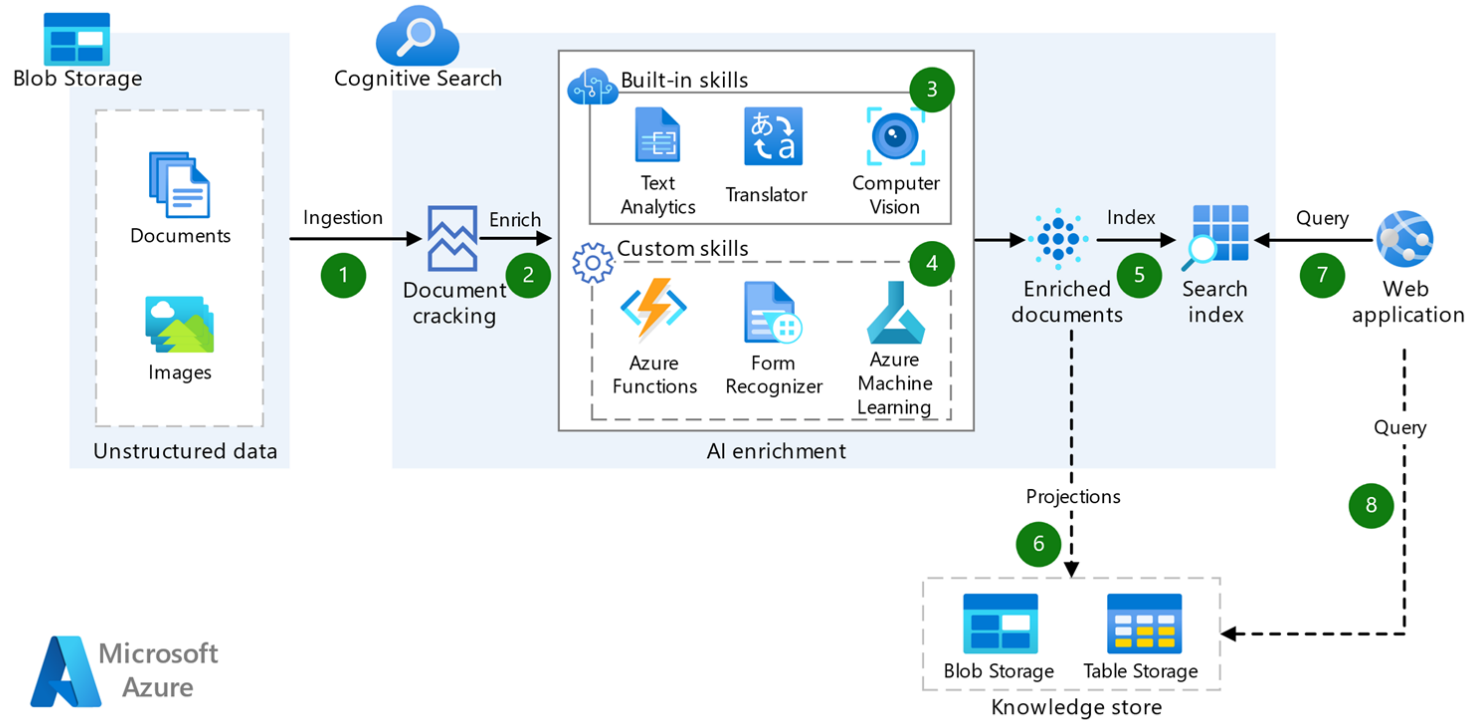 Blob Storage
Documents
Images
Unstructured data
Ingestion
1
Cognitive Search
Document
cracking
Enrich
2
Built-in skills
3
Text
Analytics
Translator
Computer
Vision
あ
a
Custom skills
4
Azure
Functions
Form
Recognizer
Azure
Machine
Learning
AI enrichment
Enriched
documents
Index
5
Search
index
Query
7
Web
application
Projections
6
Query
8
Blob Storage
Table Storage
Knowledge store
Microsoft
Azure